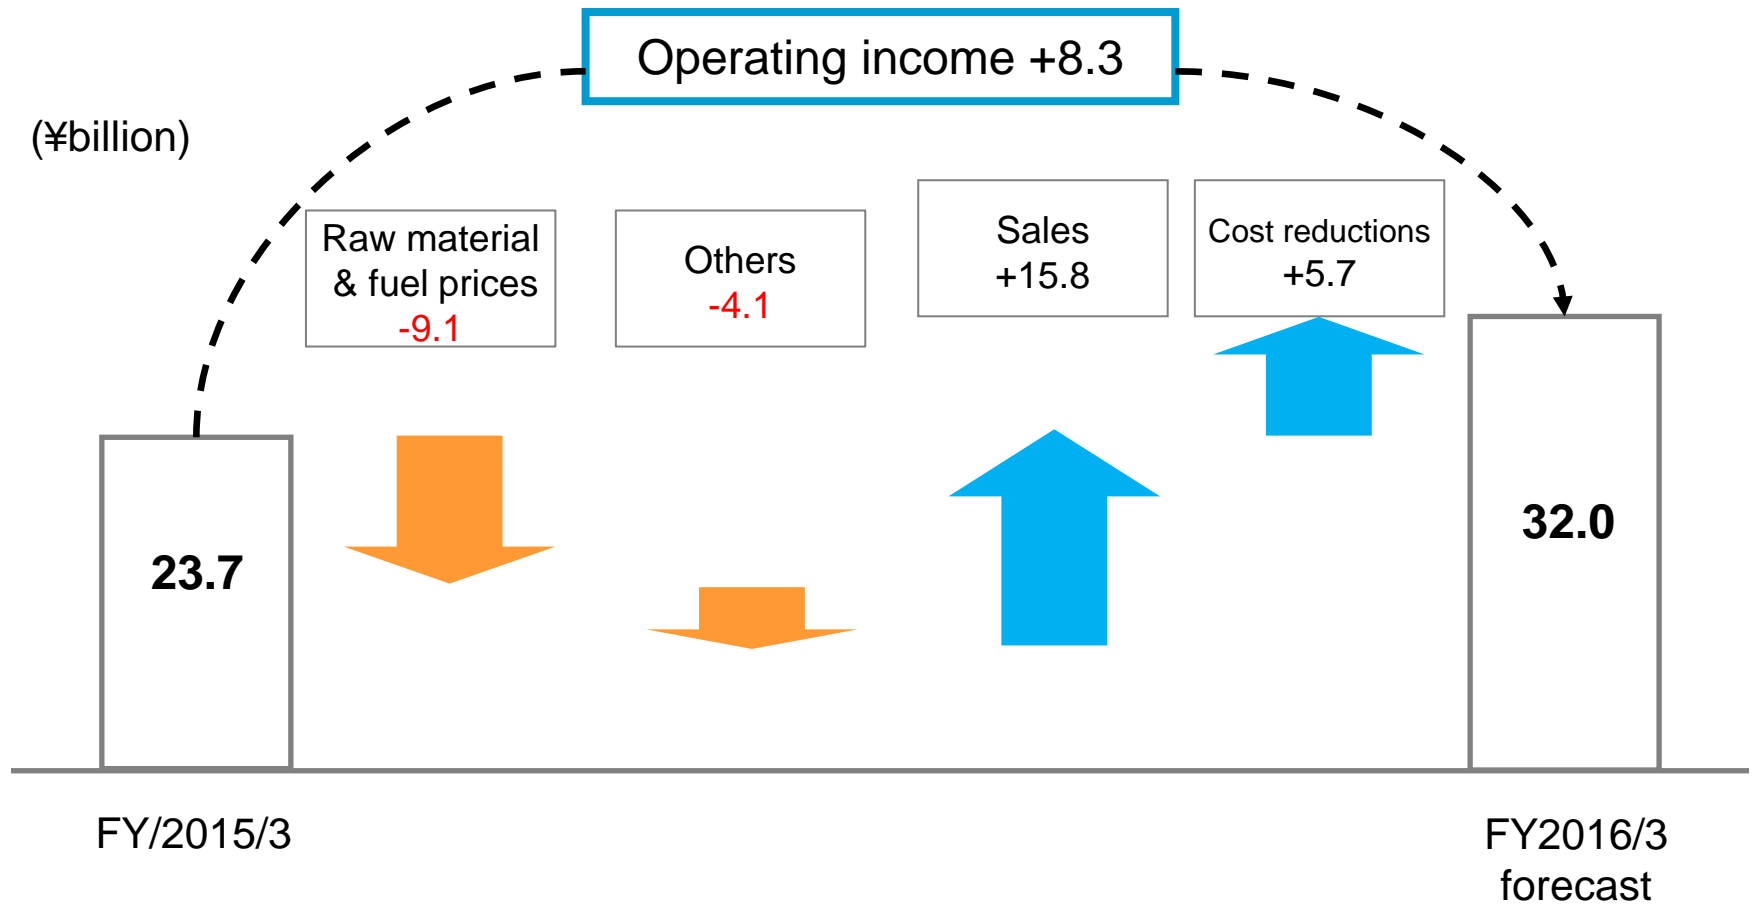 Operating income +8.3
(¥billion)
Raw material
& fuel prices
-9.1
Others
-4.1
Sales
+15.8
Cost reductions
+5.7
23.7
32.0
FY/2015/3
FY2016/3
forecast